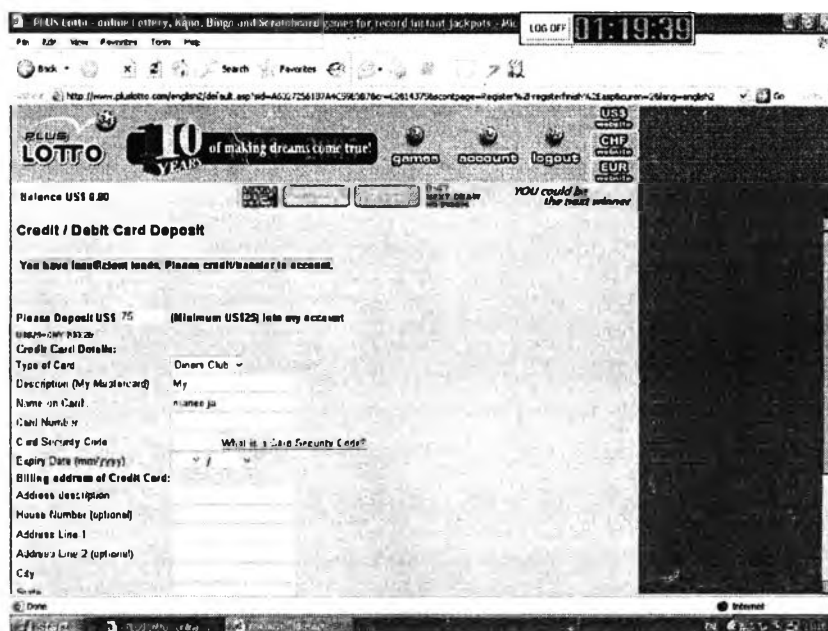 PLUS Lotto - online Lottery, Keno, Bingo and Scratchcard games for record instant jackpots - Mic
LOG OFF 01:19:39
File Edit View Favorites Tools Help
Back Search Favorites
Go
PLUS LOTTO
10 YEARS of making dreams come true!
games account logout
US$ website
CHF website
EUR website
Balance US$ 0.00
NEXT DRAW
YOU could be
the next winner
Credit / Debit Card Deposit
You have insufficient funds. Please credit/transfer to account.
Please Deposit US$ 75 (Minimum US$25) into my account
Credit Card Details:
Type of Card Diners Club
Description (My Mastercard) My
Name on Card
Card Number
Card Security Code What is a Card Security Code?
Expiry Date (mm/yyyy) /
Billing address of Credit Card:
Address description
House Number (optional)
Address Line 1
Address Line 2 (optional)
City
State
Done Internet